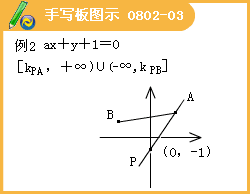 手写板图示 0802-03
例2 ax+y+1=0
[kPA, +∞)∪(-∞,kPB]
A
B
P
(0, -1)